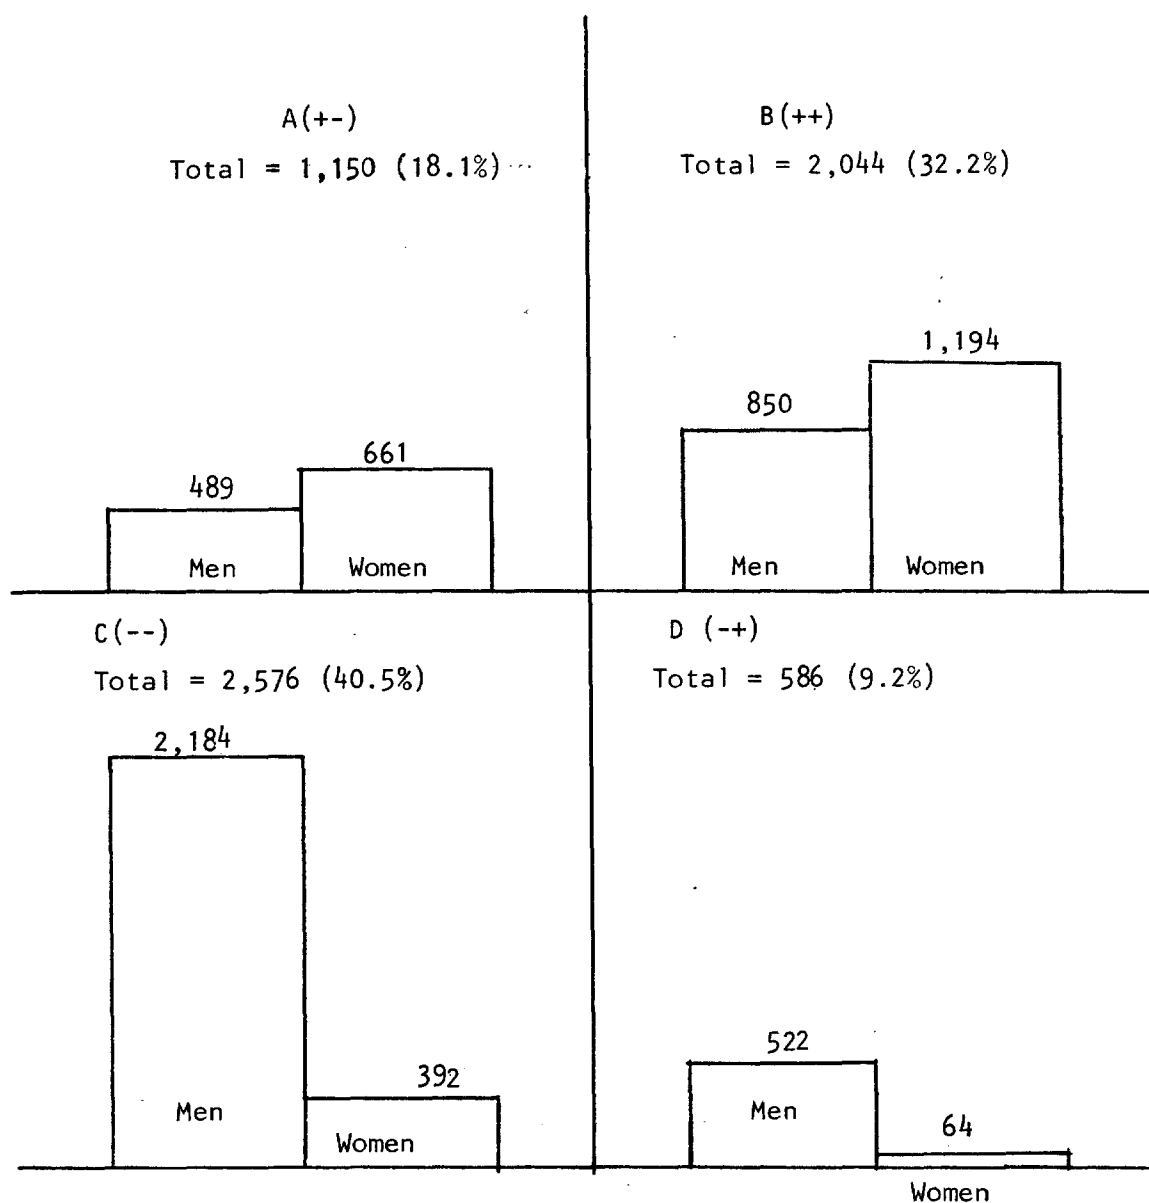 A(+-)
Total = 1,150 (18.1%)
489
661
Men
Women
B(++)
Total = 2,044 (32.2%)
850
1,194
Men
Women
C(--)
Total = 2,576 (40.5%)
2,184
392
Men
Women
D (-+)
Total = 586 (9.2%)
522
64
Men
Women